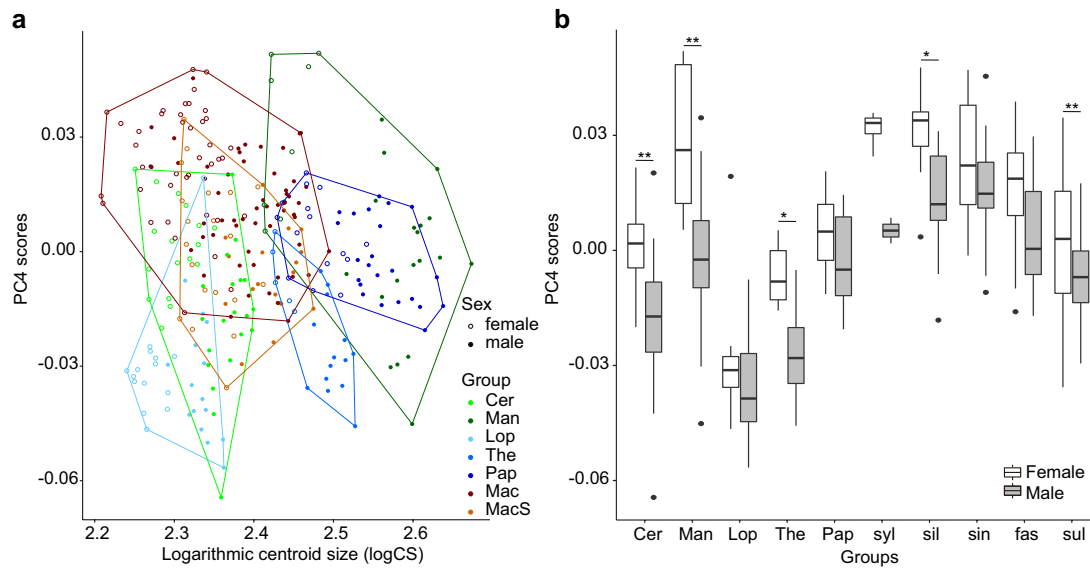 a
PC4 scores
0.03
0.00
-0.03
-0.06
2.2 2.3 2.4 2.5 2.6
Logarithmic centroid size (logCS)
Sex
female
male
Group
Cer
Man
Lop
The
Pap
Mac
MacS
b
PC4 scores
0.03
0.00
-0.03
-0.06
** ** * * **
Cer Man Lop The Pap syl sil sin fas sul
Groups
Female
Male